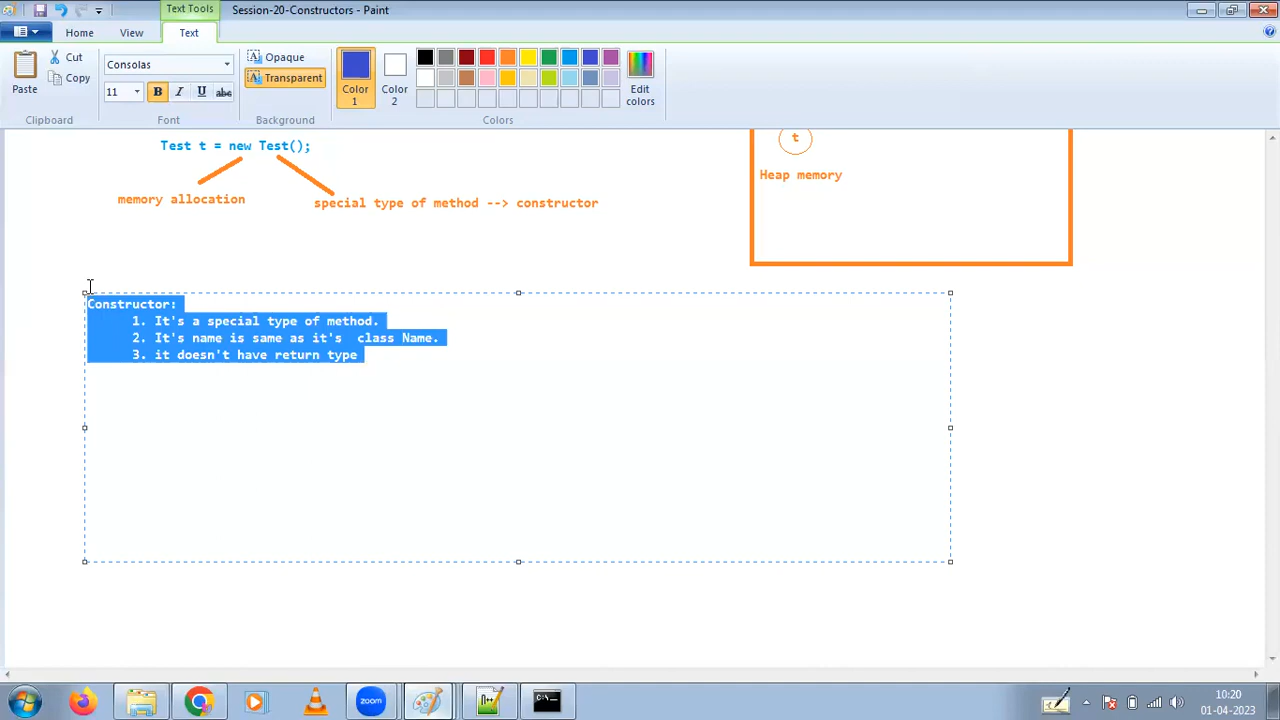 Text Tools
Session-20-Constructors - Paint
Home
View
Text
Paste
Cut
Copy
Clipboard
Consolas
11
B
I
U
abc
Font
Opaque
Transparent
Background
Color 1
Color 2
Edit colors
Colors
Test t = new Test();
memory allocation
special type of method --> constructor
t
Heap memory
Constructor:
1. It's a special type of method.
2. It's name is same as it's  class Name.
3. it doesn't have return type
zoom
C:\_
10:20
01-04-2023